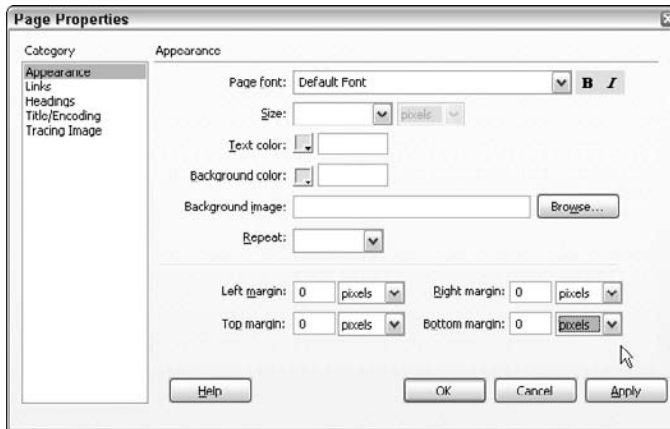 Page Properties
Category
Appearance
Links
Headings
Title/Encoding
Tracing Image
Appearance
Page font: Default Font B I
Size: pixels
Text color:
Background color:
Background image: Browse...
Repeat:
Left margin: 0 pixels Right margin: 0 pixels
Top margin: 0 pixels Bottom margin: 0 pixels
Help OK Cancel Apply